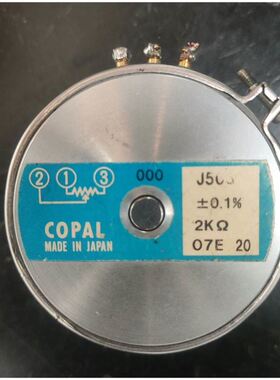 2 1 3
000
COPAL
MADE IN JAPAN
±0.1%
2KΩ
07E 20